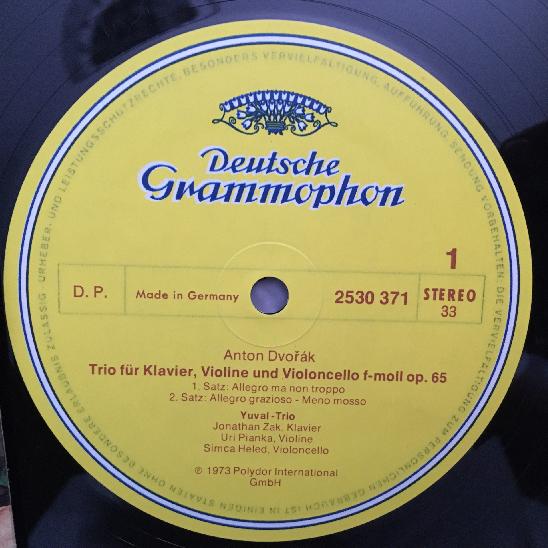 URHEBER- UND LEISTUNGSSCHUTZRECHTE, BESONDERS VERVIELFÄLTIGUNG, AUFFÜHRUNG, SENDUNG VORBEHALTEN: DIE VERVIELFÄLTIGUNG ZUM PERSÖNLICHEN GEBRAUCH IST IN EINIGEN STAATEN OHNE BESONDERE ERLAUBNIS ZULÄSSIG
Deutsche
Grammophon
1
D. P.
Made in Germany
2530 371
STEREO
33
Anton Dvořák
Trio für Klavier, Violine und Violoncello f-moll op. 65
1. Satz: Allegro ma non troppo
2. Satz: Allegro grazioso - Meno mosso
Yuval-Trio
Jonathan Zak, Klavier
Uri Pianka, Violine
Simca Heled, Violoncello
℗ 1973 Polydor International
GmbH